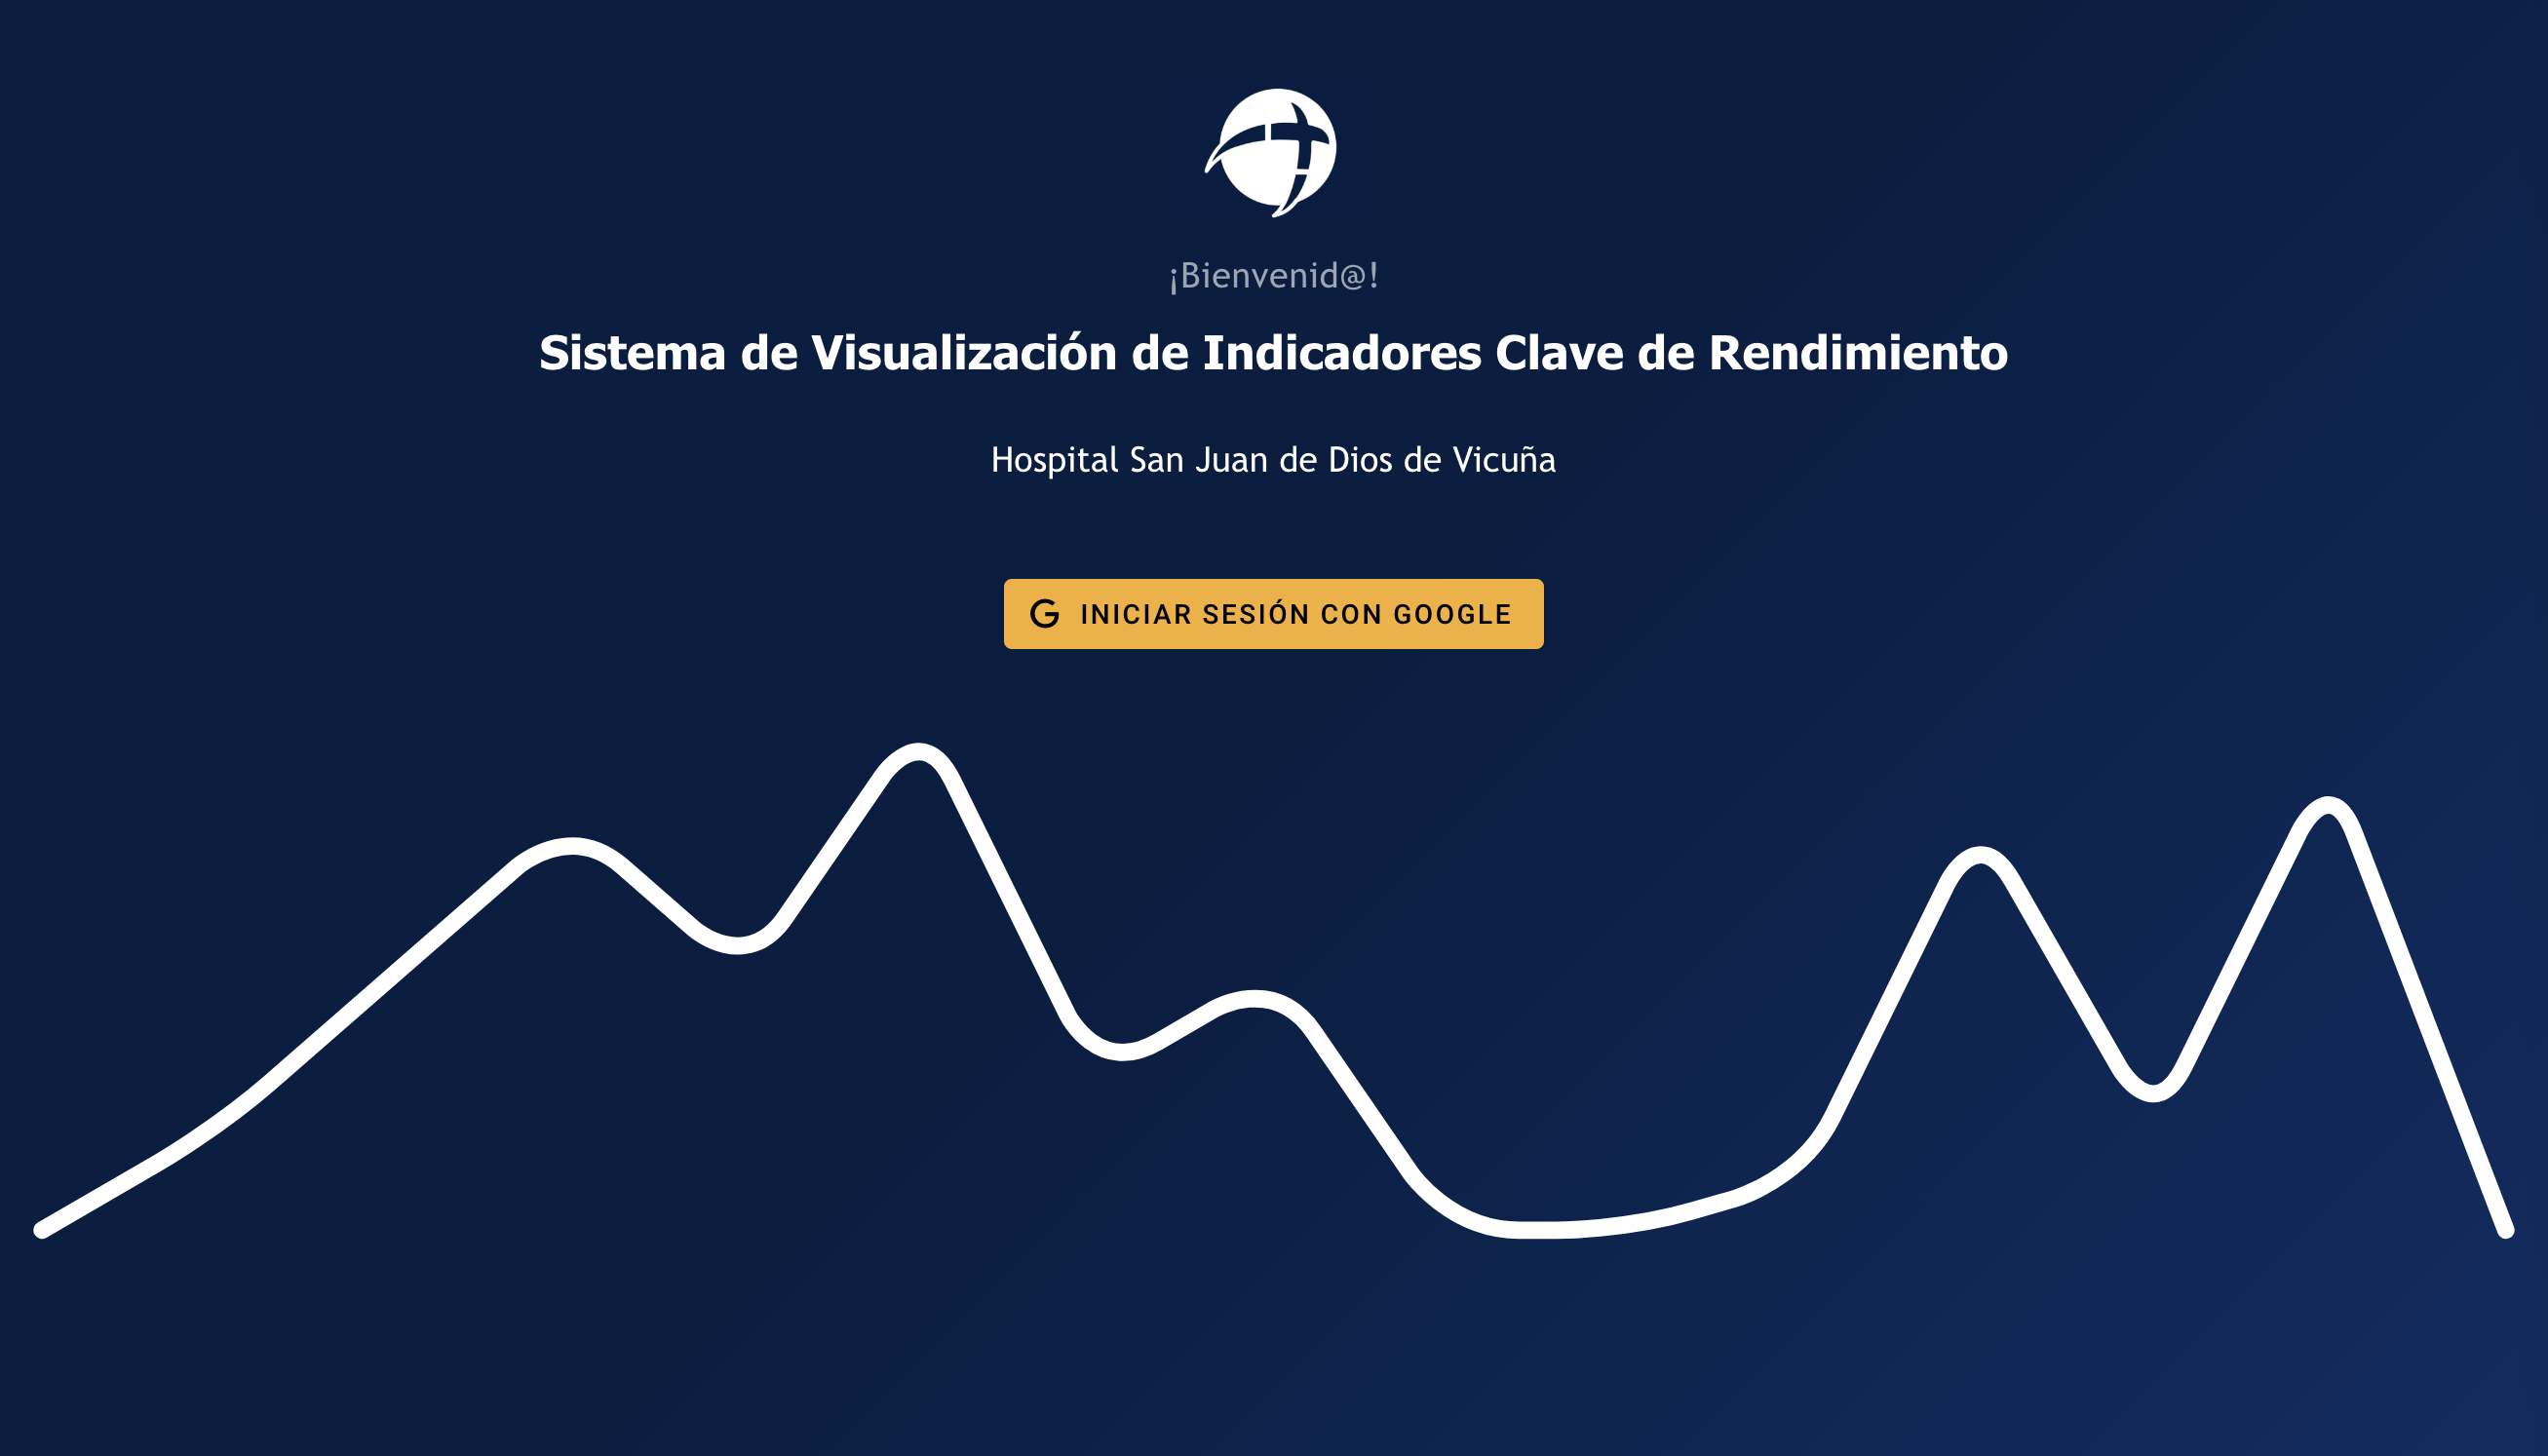 ¡Bienvenid@!
Sistema de Visualización de Indicadores Clave de Rendimiento
Hospital San Juan de Dios de Vicuña
INICIAR SESIÓN CON GOOGLE